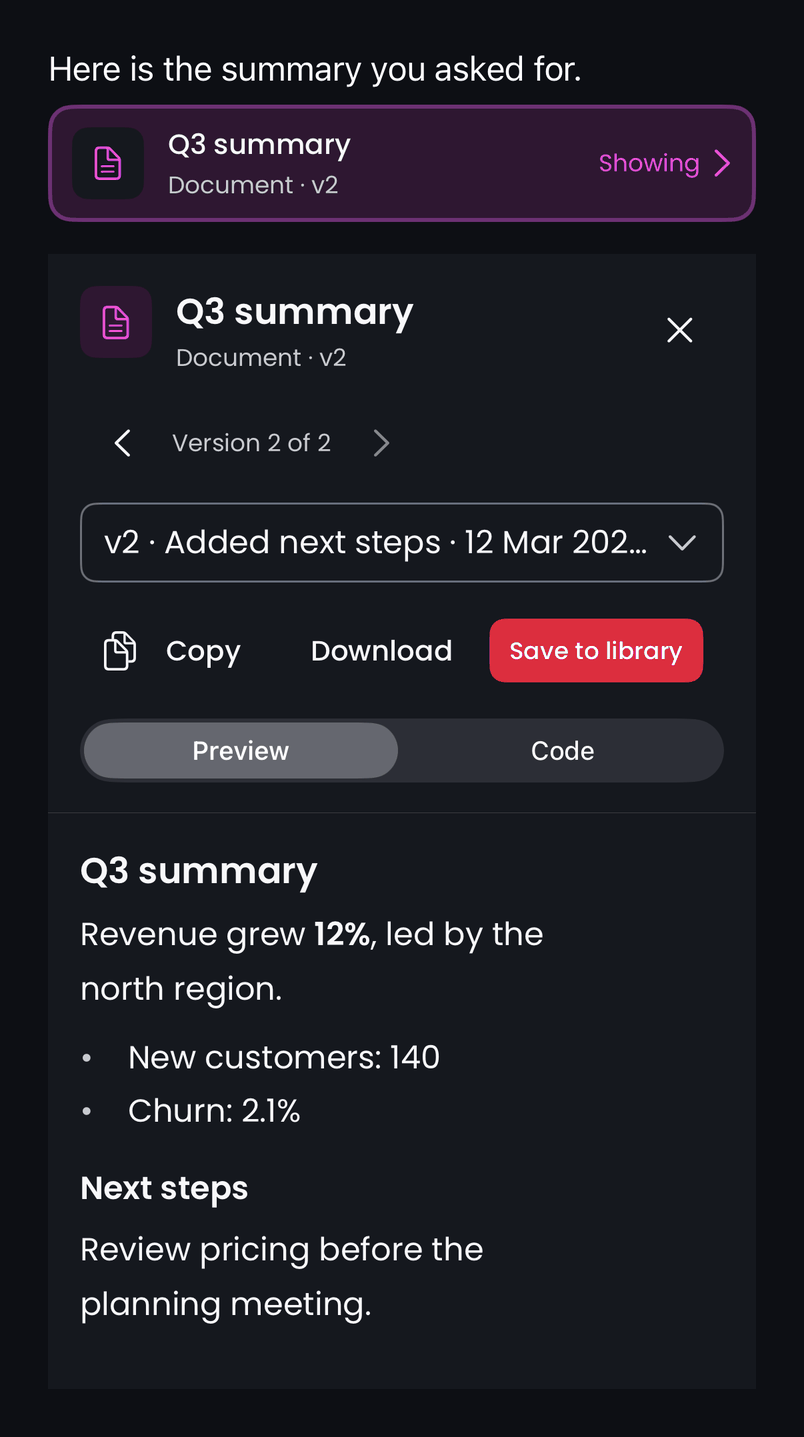 Here is the summary you asked for.
Q3 summary
Document · v2
Showing
Q3 summary
Document · v2
Version 2 of 2
v2 · Added next steps · 12 Mar 202...
Copy
Download
Save to library
Preview
Code
Q3 summary
Revenue grew 12%, led by the
north region.
• New customers: 140
• Churn: 2.1%
Next steps
Review pricing before the
planning meeting.